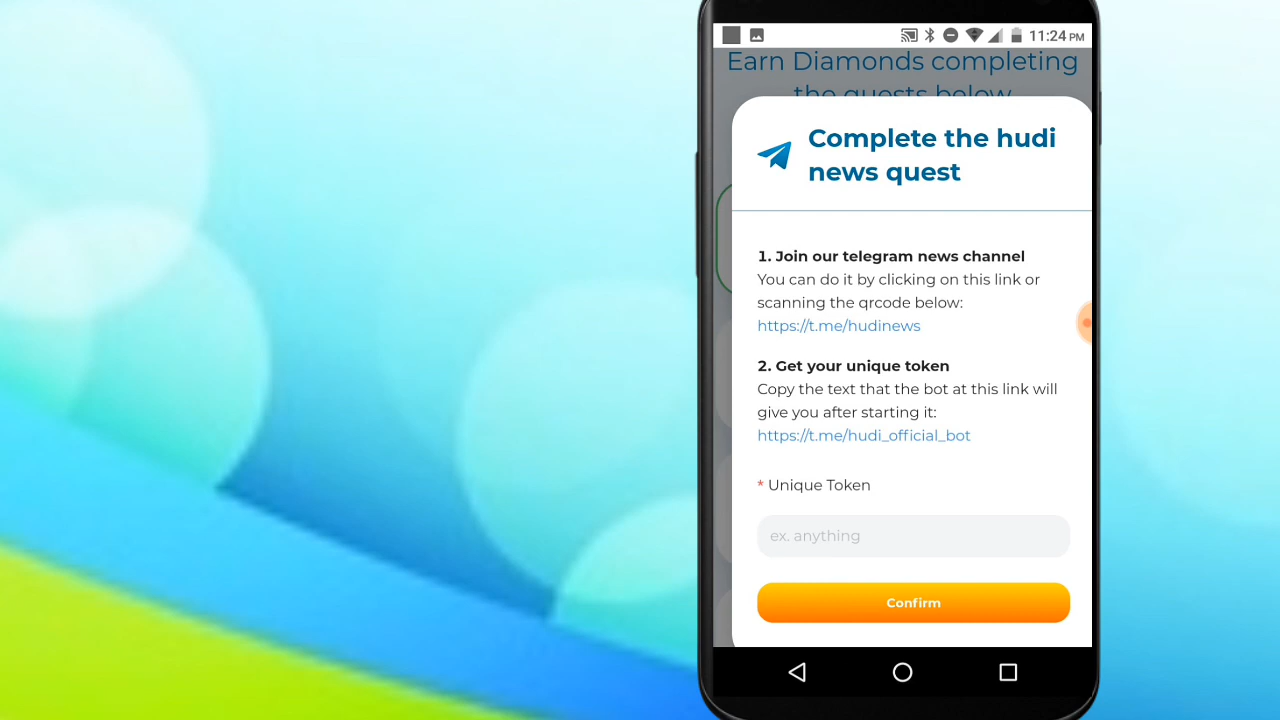 11:24 PM
Earn Diamonds completing
the quests below
Complete the hudi
news quest
1. Join our telegram news channel
You can do it by clicking on this link or
scanning the qrcode below:
https://t.me/hudinews
2. Get your unique token
Copy the text that the bot at this link will
give you after starting it:
https://t.me/hudi_official_bot
* Unique Token
ex. anything
Confirm